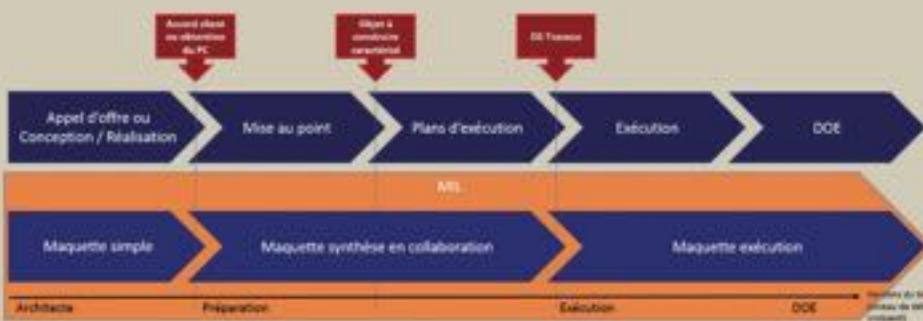 Accord client
ou obtention
du PC
Objet à
construire
caractérisé
OS Travaux
Appel d'offre ou
Conception / Réalisation
Mise au point
Plans d'exécution
Exécution
DOE
MIL
Maquette simple
Maquette synthèse en collaboration
Maquette exécution
Architecte
Préparation
Exécution
DOE